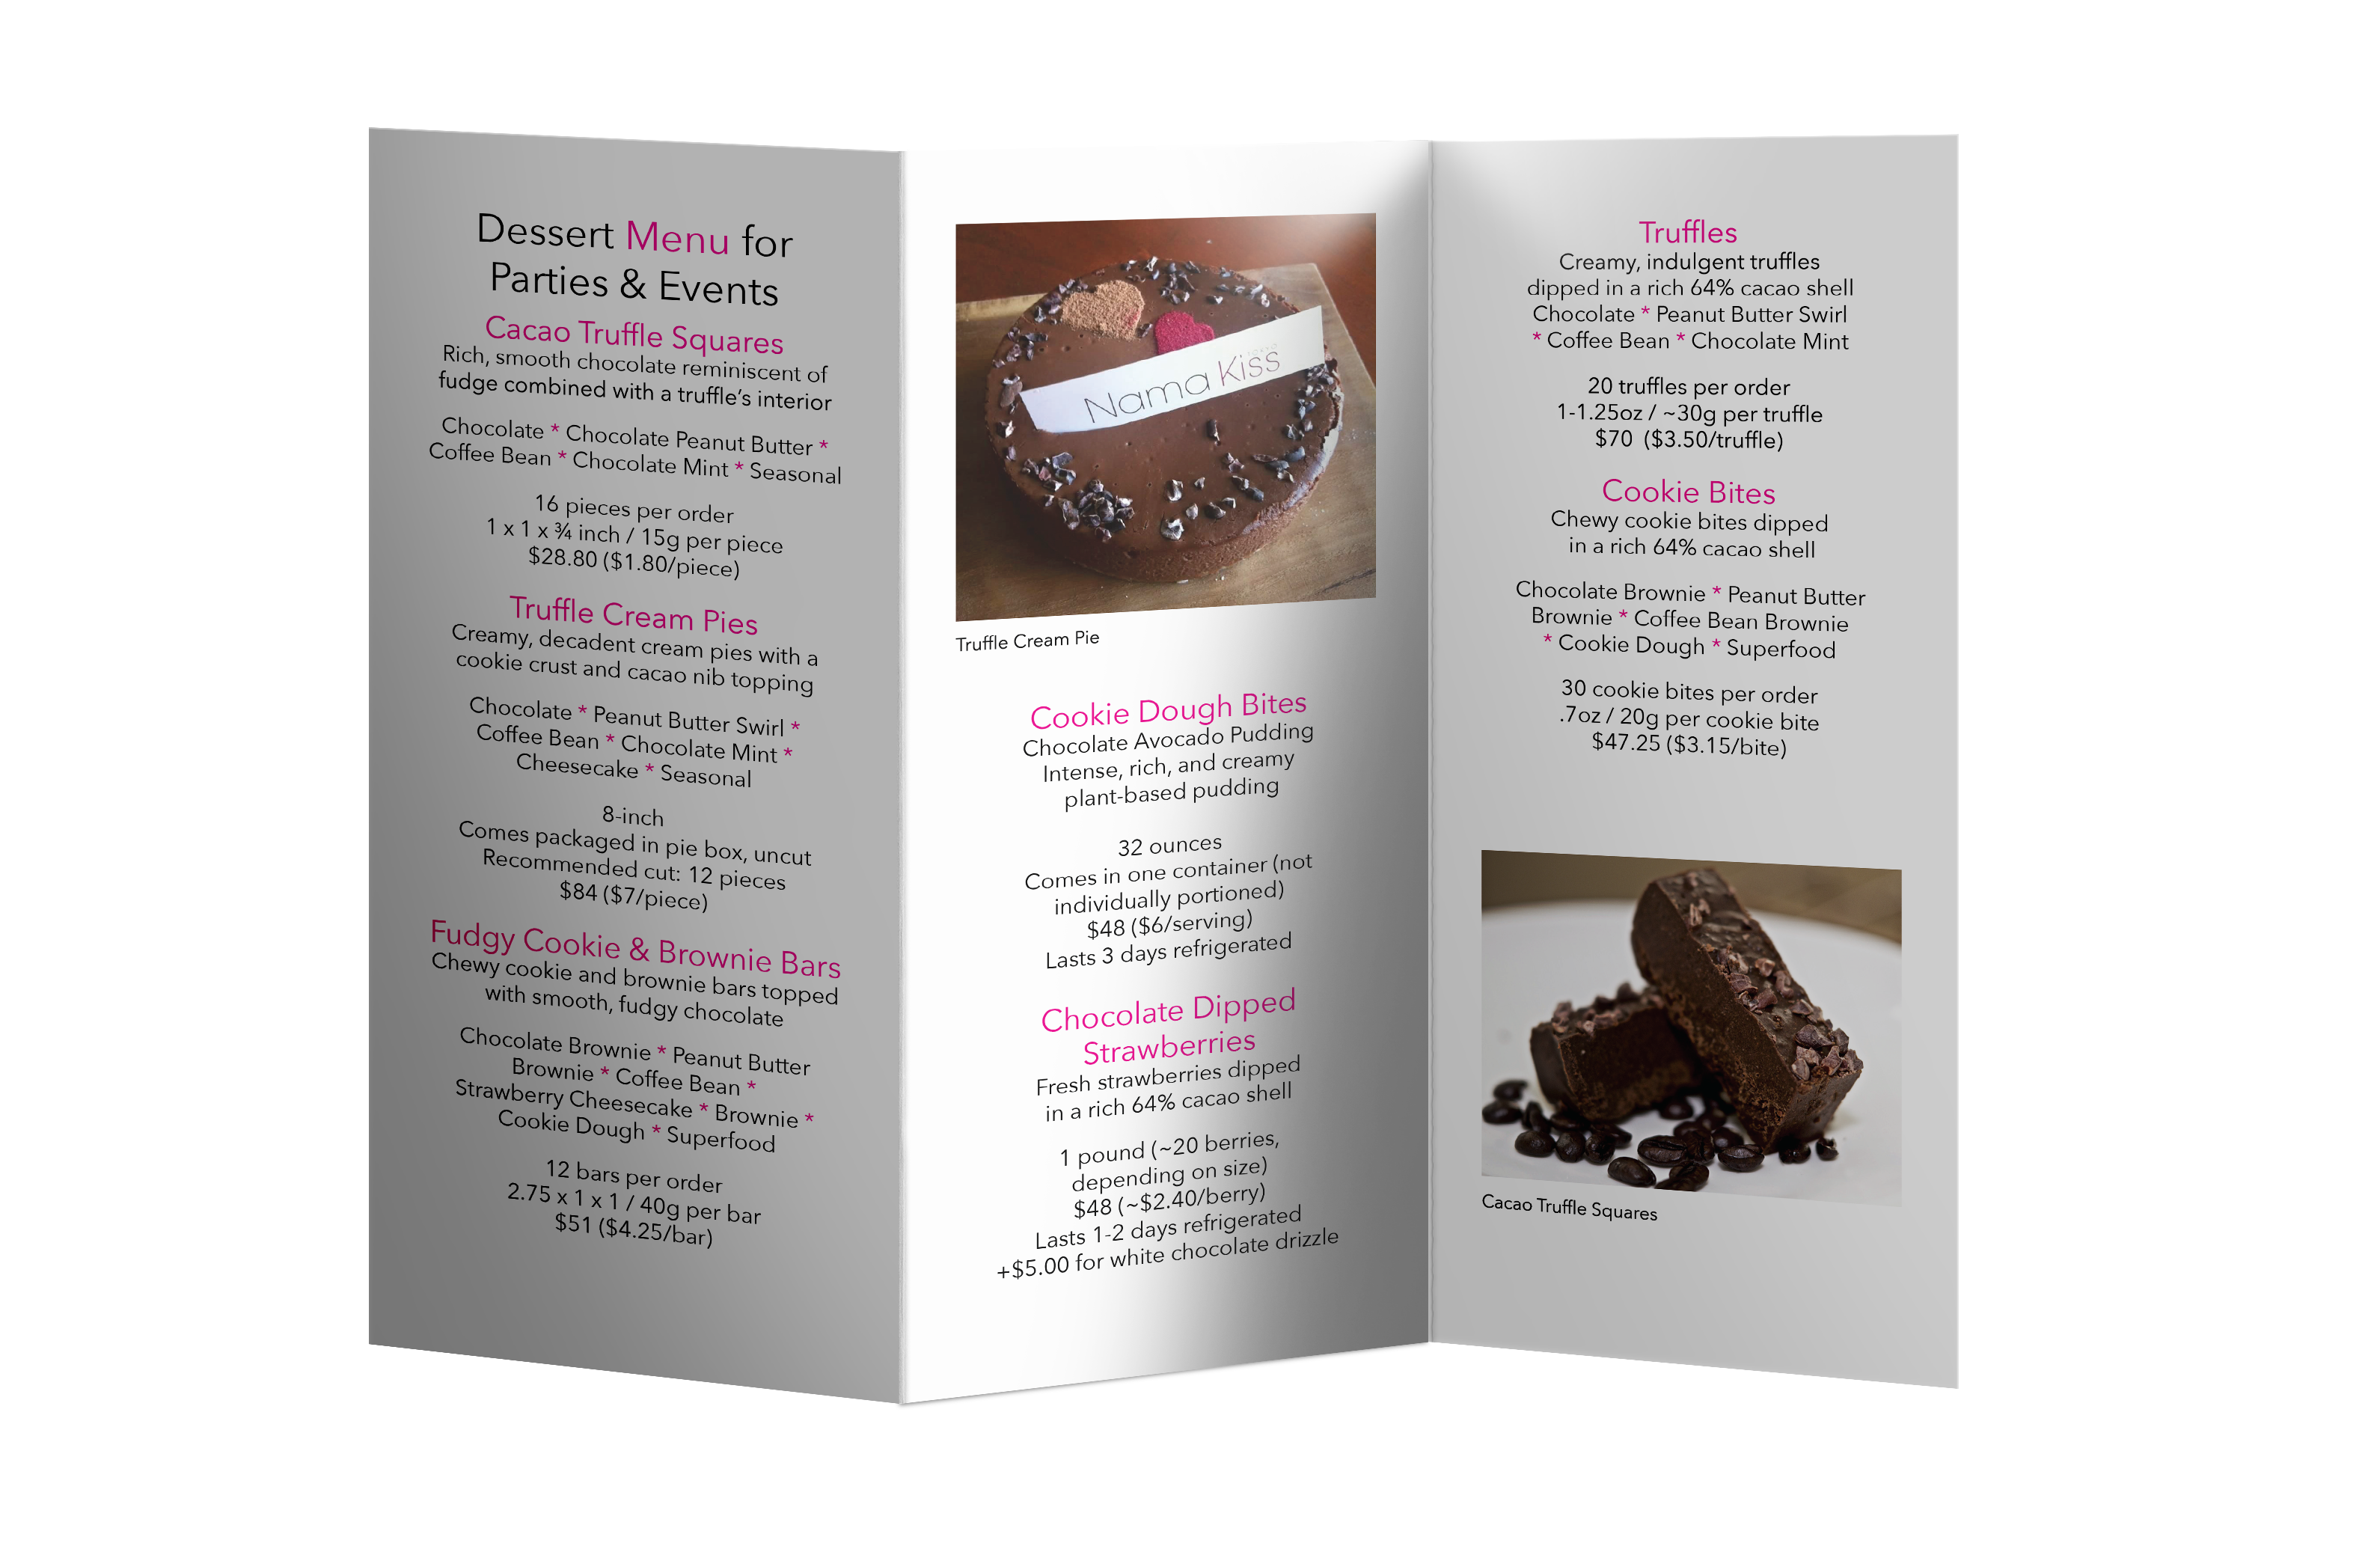 Dessert Menu for
Parties & Events
Cacao Truffle Squares
Rich, smooth chocolate reminiscent of
fudge combined with a truffle's interior
Chocolate * Chocolate Peanut Butter *
Coffee Bean * Chocolate Mint * Seasonal
16 pieces per order
1 x 1 x ¾ inch / 15g per piece
$28.80 ($1.80/piece)
Truffle Cream Pies
Creamy, decadent cream pies with a
cookie crust and cacao nib topping
Chocolate * Peanut Butter Swirl *
Coffee Bean * Chocolate Mint *
Cheesecake * Seasonal
8-inch
Comes packaged in pie box, uncut
Recommended cut: 12 pieces
$84 ($7/piece)
Fudgy Cookie & Brownie Bars
Chewy cookie and brownie bars topped
with smooth, fudgy chocolate
Chocolate Brownie * Peanut Butter
Brownie * Coffee Bean *
Strawberry Cheesecake * Brownie *
Cookie Dough * Superfood
12 bars per order
2.75 x 1 x 1 / 40g per bar
$51 ($4.25/bar)
Nama Kiss
Truffle Cream Pie
Cookie Dough Bites
Chocolate Avocado Pudding
Intense, rich, and creamy
plant-based pudding
32 ounces
Comes in one container (not
individually portioned)
$48 ($6/serving)
Lasts 3 days refrigerated
Chocolate Dipped
Strawberries
Fresh strawberries dipped
in a rich 64% cacao shell
1 pound (~20 berries,
depending on size)
$48 (~$2.40/berry)
Lasts 1-2 days refrigerated
+$5.00 for white chocolate drizzle
Truffles
Creamy, indulgent truffles
dipped in a rich 64% cacao shell
Chocolate * Peanut Butter Swirl
* Coffee Bean * Chocolate Mint
20 truffles per order
1-1.25oz / ~30g per truffle
$70 ($3.50/truffle)
Cookie Bites
Chewy cookie bites dipped
in a rich 64% cacao shell
Chocolate Brownie * Peanut Butter
Brownie * Coffee Bean Brownie
* Cookie Dough * Superfood
30 cookie bites per order
.7oz / 20g per cookie bite
$47.25 ($3.15/bite)
Cacao Truffle Squares